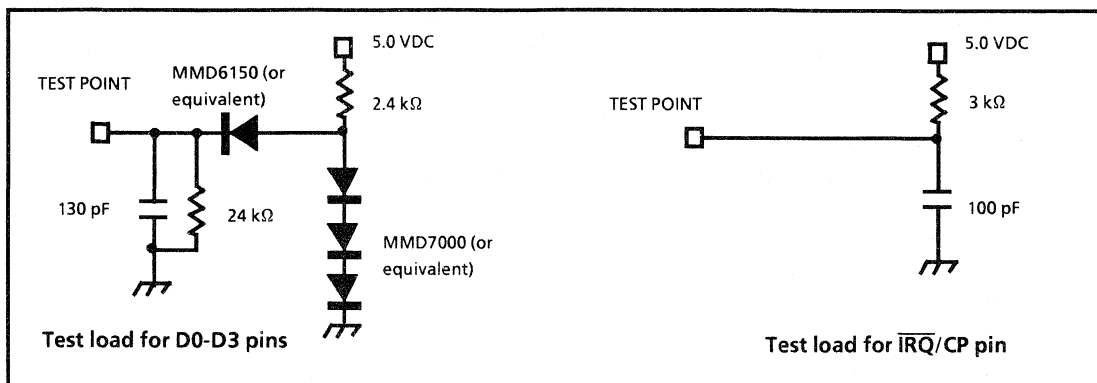 5.0 VDC
MMD6150 (or
equivalent)
TEST POINT
2.4 kΩ
130 pF
24 kΩ
MMD7000 (or
equivalent)
Test load for D0-D3 pins
5.0 VDC
3 kΩ
TEST POINT
100 pF
Test load for I̅R̅Q̅/CP pin